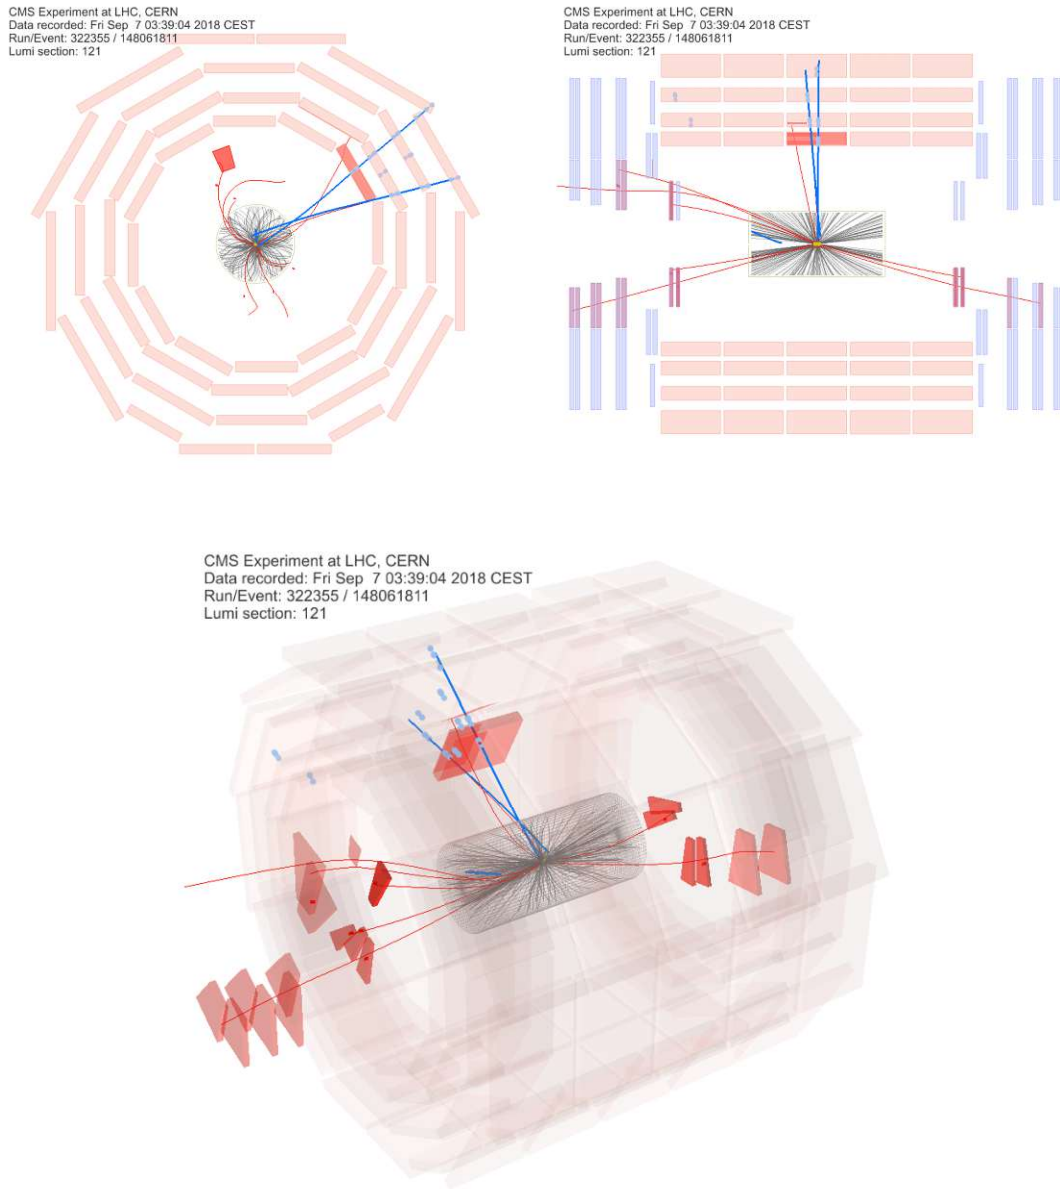 CMS Experiment at LHC, CERN
Data recorded: Fri Sep  7 03:39:04 2018 CEST
Run/Event: 322355 / 148061811
Lumi section: 121
CMS Experiment at LHC, CERN
Data recorded: Fri Sep  7 03:39:04 2018 CEST
Run/Event: 322355 / 148061811
Lumi section: 121
CMS Experiment at LHC, CERN
Data recorded: Fri Sep  7 03:39:04 2018 CEST
Run/Event: 322355 / 148061811
Lumi section: 121